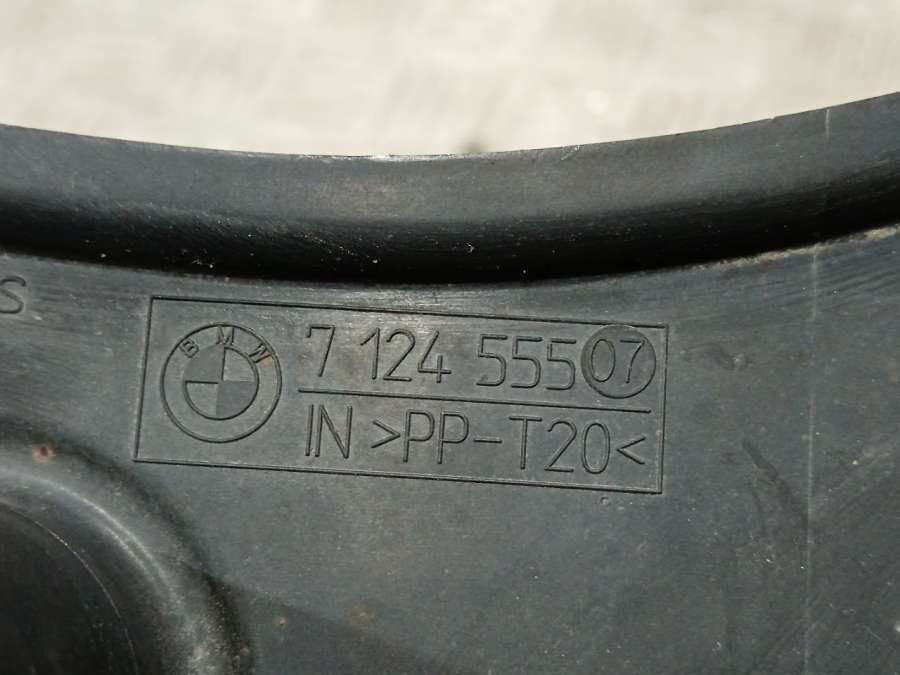 S
BMW
7 124 555 07
IN >PP-T20<